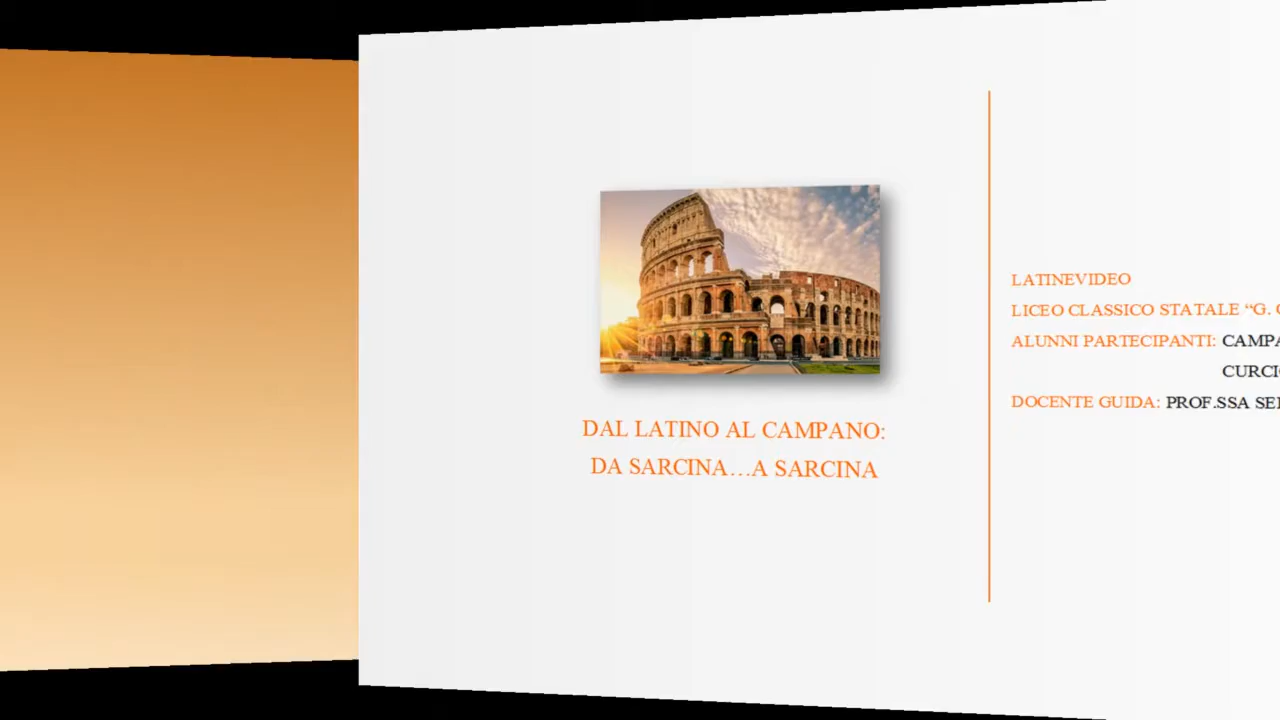 DAL LATINO AL CAMPANO:
DA SARCINA…A SARCINA
LATINEVIDEO
LICEO CLASSICO STATALE “G.
ALUNNI PARTECIPANTI:
DOCENTE GUIDA: PROF.SSA